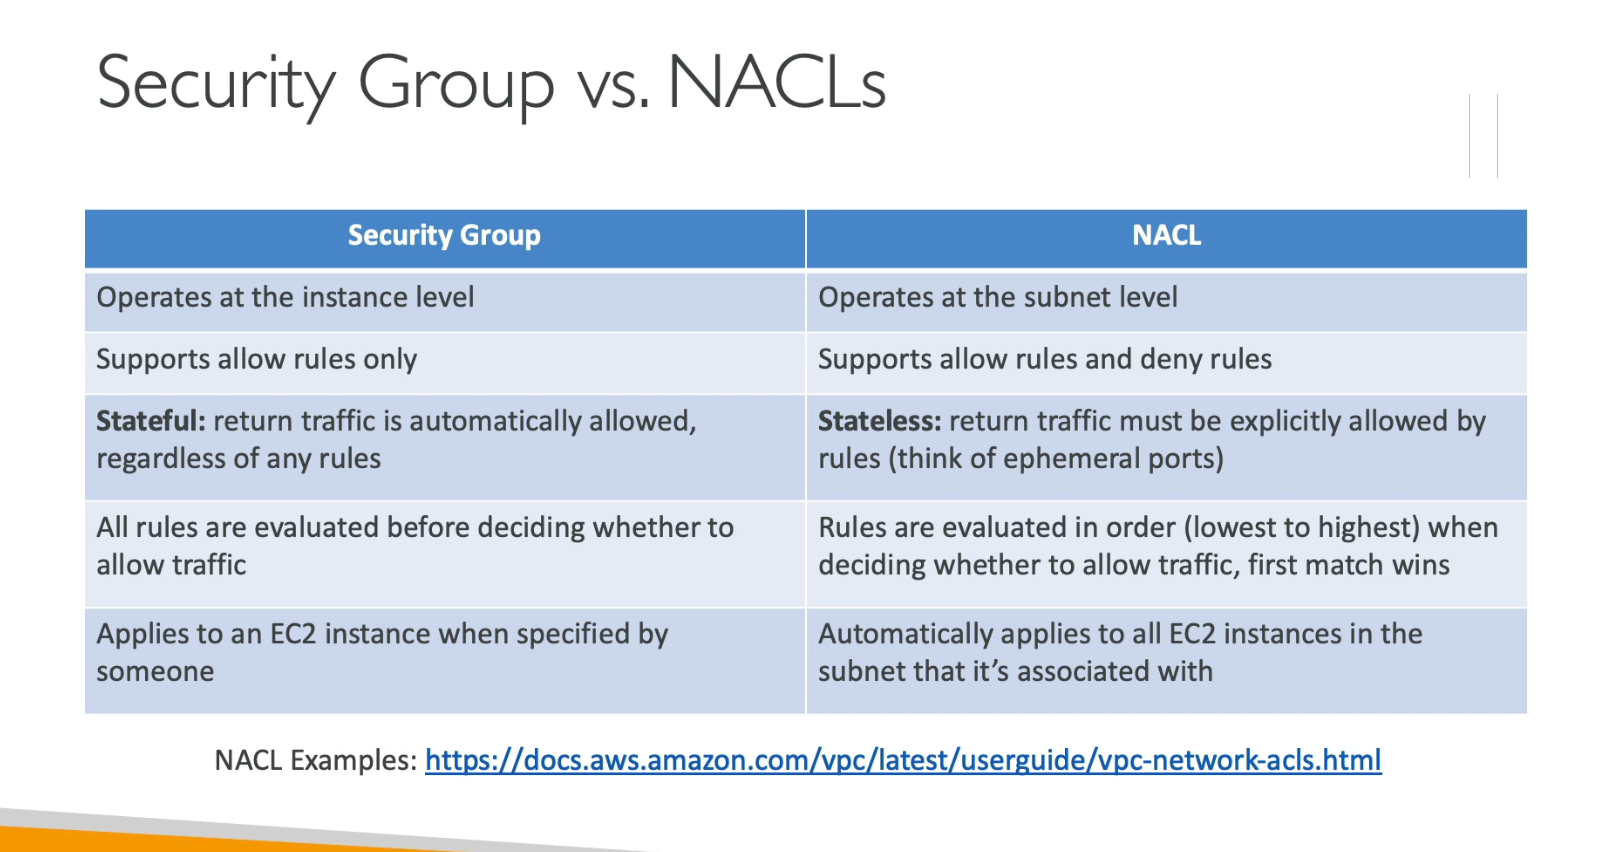 Security Group vs. NACLs
Security Group
NACL
Operates at the instance level
Operates at the subnet level
Supports allow rules only
Supports allow rules and deny rules
Stateful: return traffic is automatically allowed,
regardless of any rules
Stateless: return traffic must be explicitly allowed by
rules (think of ephemeral ports)
All rules are evaluated before deciding whether to
allow traffic
Rules are evaluated in order (lowest to highest) when
deciding whether to allow traffic, first match wins
Applies to an EC2 instance when specified by
someone
Automatically applies to all EC2 instances in the
subnet that it’s associated with
NACL Examples: https://docs.aws.amazon.com/vpc/latest/userguide/vpc-network-acls.html